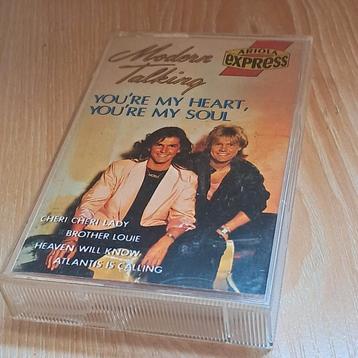 Modern
Talking
ARIOLA
EXPRESS
YOU'RE MY HEART,
YOU'RE MY SOUL
CHERI CHERI LADY
BROTHER LOUIE
HEAVEN WILL KNOW
ATLANTIS IS CALLING